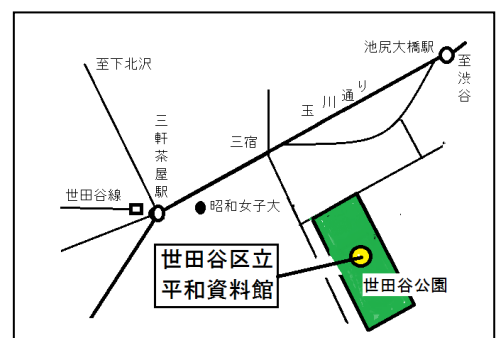 池尻大橋駅
至渋谷
至下北沢
玉川通り
三軒茶屋駅
三宿
世田谷線
昭和女子大
世田谷区立
平和資料館
世田谷公園